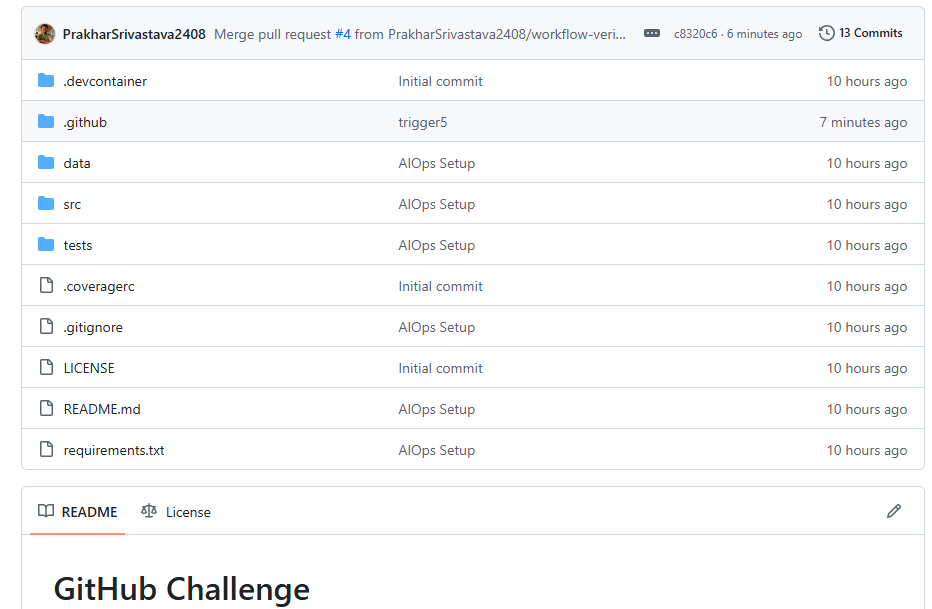 PrakharSrivastava2408 Merge pull request #4 from PrakharSrivastava2408/workflow-veri... c8320c6 · 6 minutes ago 13 Commits
.devcontainer Initial commit 10 hours ago
.github trigger5 7 minutes ago
data AIOps Setup 10 hours ago
src AIOps Setup 10 hours ago
tests AIOps Setup 10 hours ago
.coveragerc Initial commit 10 hours ago
.gitignore AIOps Setup 10 hours ago
LICENSE Initial commit 10 hours ago
README.md AIOps Setup 10 hours ago
requirements.txt AIOps Setup 10 hours ago
README License
GitHub Challenge